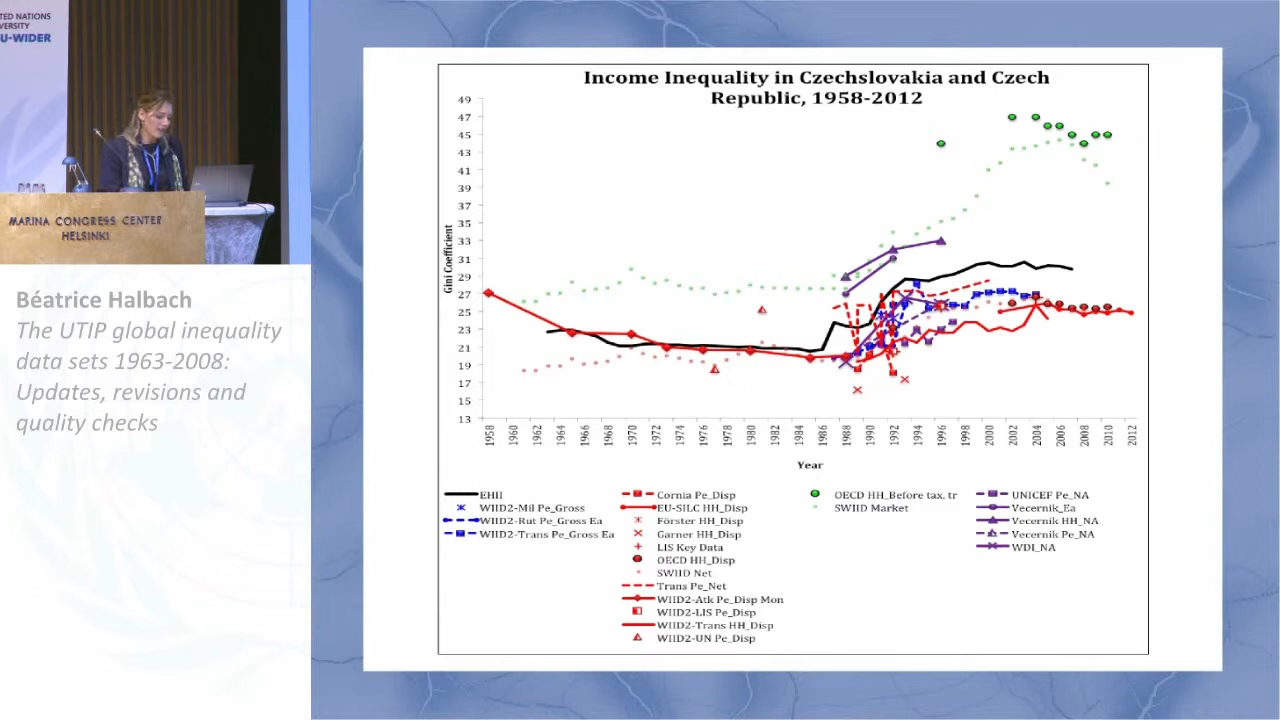 TED NATIONS
VERSITY
U-WIDER
MARINA CONGRESS CENTER
HELSINKI
Béatrice Halbach
The UTIP global inequality
data sets 1963-2008:
Updates, revisions and
quality checks
Income Inequality in Czechslovakia and Czech
Republic, 1958-2012
Gini Coefficient
49
47
45
43
41
39
37
35
33
31
29
27
25
23
21
19
17
15
13
1958 1960 1962 1964 1966 1968 1970 1972 1974 1976 1978 1980 1982 1984 1986 1988 1990 1992 1994 1996 1998 2000 2002 2004 2006 2008 2010 2012
Year
EHII
WIID2-Mil Pe_Gross
WIID2-Rut Pe_Gross Ea
WIID2-Trans Pe_Gross Ea
Cornia Pe_Disp
EU-SILC HH_Disp
Förster HH_Disp
Garner HH_Disp
LIS Key Data
OECD HH_Disp
SWIID Net
Trans Pe_Net
WIID2-Atk Pe_Disp Mon
WIID2-LIS Pe_Disp
WIID2-Trans HH_Disp
WIID2-UN Pe_Disp
OECD HH_Before tax, tr
SWIID Market
UNICEF Pe_NA
Vecernik_Ea
Vecernik HH_NA
Vecernik Pe_NA
WDI_NA